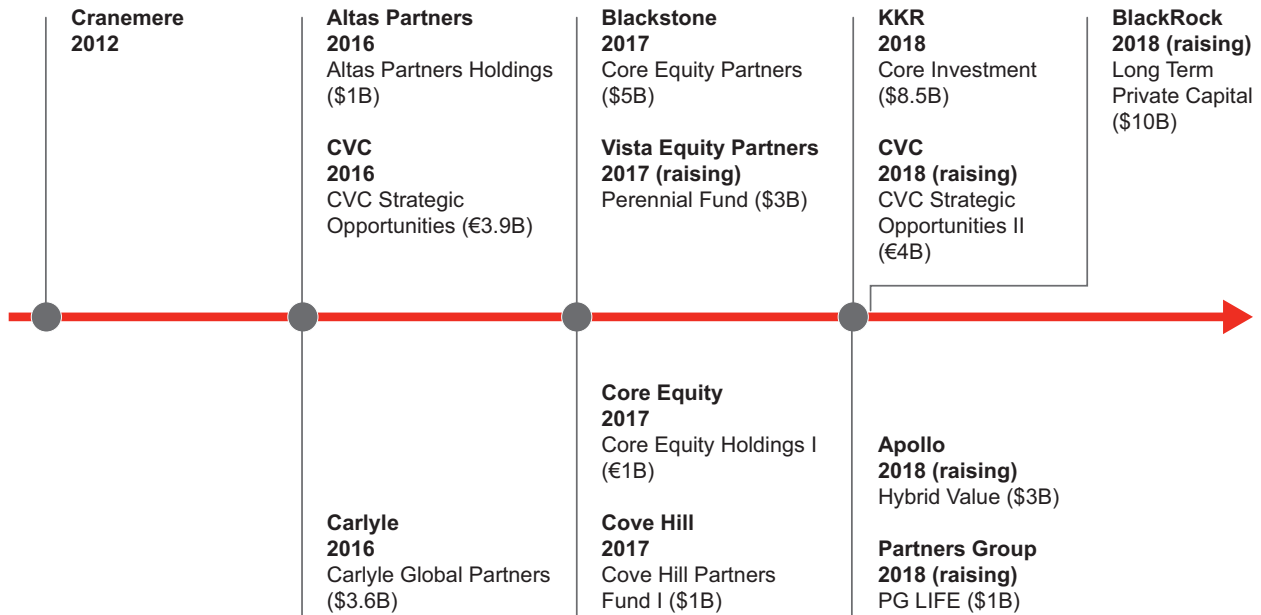 Cranemere
2012
Altas Partners
2016
Altas Partners Holdings
($1B)
CVC
2016
CVC Strategic
Opportunities (€3.9B)
Blackstone
2017
Core Equity Partners
($5B)
Vista Equity Partners
2017 (raising)
Perennial Fund ($3B)
KKR
2018
Core Investment
($8.5B)
CVC
2018 (raising)
CVC Strategic
Opportunities II
(€4B)
BlackRock
2018 (raising)
Long Term
Private Capital
($10B)
Carlyle
2016
Carlyle Global Partners
($3.6B)
Core Equity
2017
Core Equity Holdings I
(€1B)
Cove Hill
2017
Cove Hill Partners
Fund I ($1B)
Apollo
2018 (raising)
Hybrid Value ($3B)
Partners Group
2018 (raising)
PG LIFE ($1B)